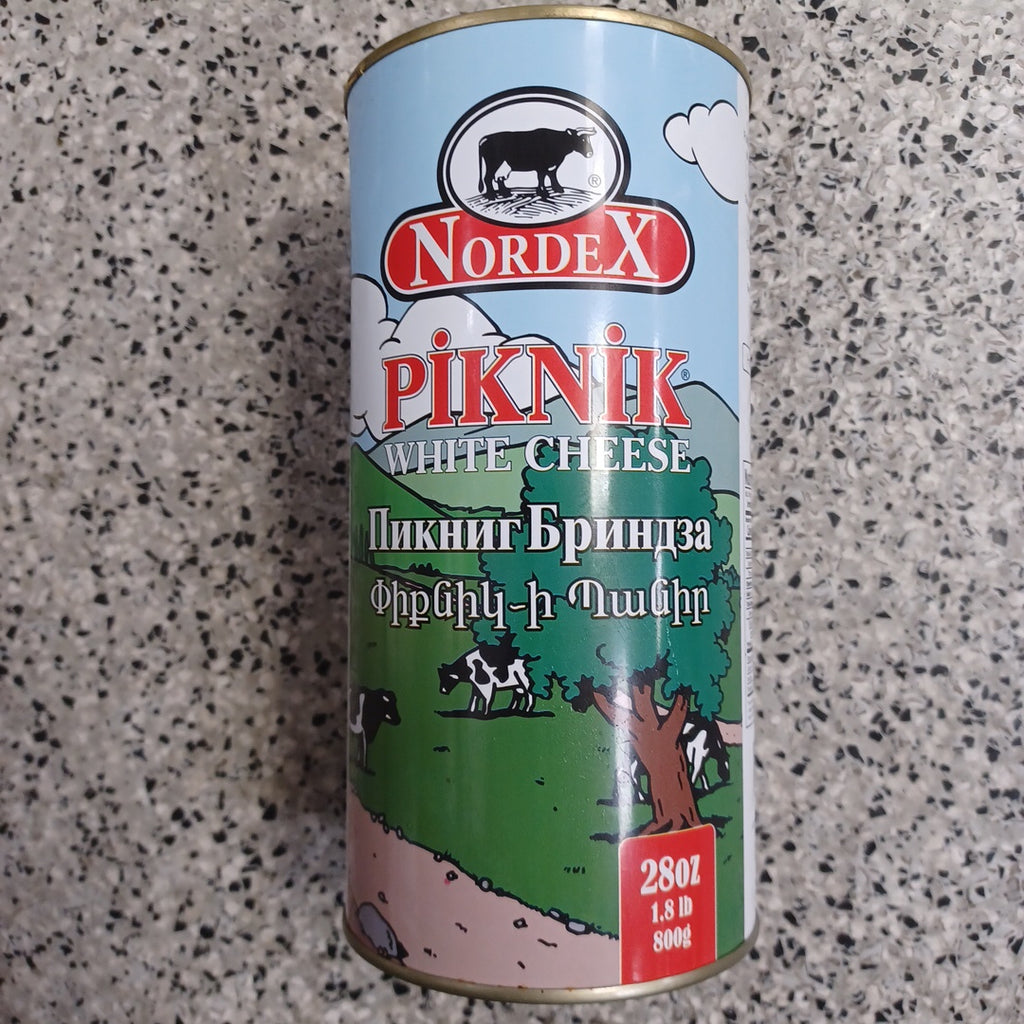 ®
NORDEX
PİKNİK®
WHITE CHEESE
Пикниг Бриндза
Փիքնիկ-ի Պանիր
28OZ
1.8 lb
800g